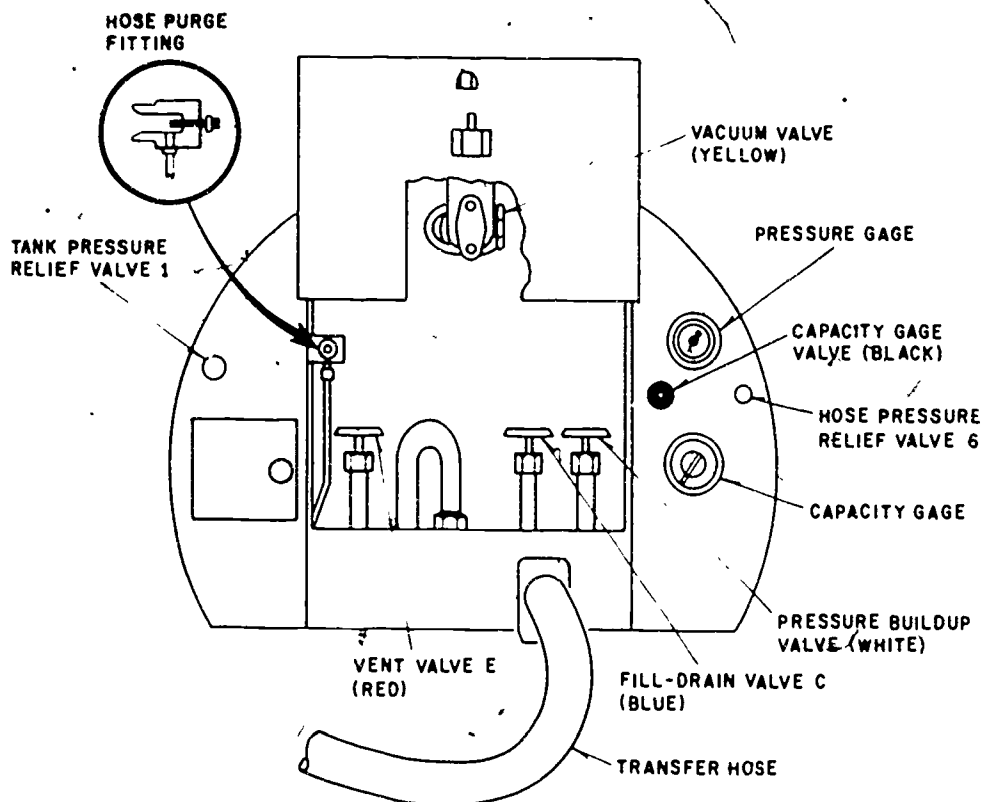 HOSE PURGE
FITTING
VACUUM VALVE
(YELLOW)
TANK PRESSURE
RELIEF VALVE 1
PRESSURE GAGE
CAPACITY GAGE
VALVE (BLACK)
HOSE PRESSURE
RELIEF VALVE 6
CAPACITY GAGE
PRESSURE BUILDUP
VALVE (WHITE)
VENT VALVE E
(RED)
FILL-DRAIN VALVE C
(BLUE)
TRANSFER HOSE